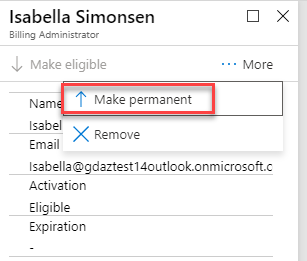 Isabella Simonsen
Billing Administrator
Make eligible
More
Make permanent
Name
Isabel
Remove
Email
Isabella@gdaztest14outlook.onmicrosoft.c
Activation
Eligible
Expiration
-